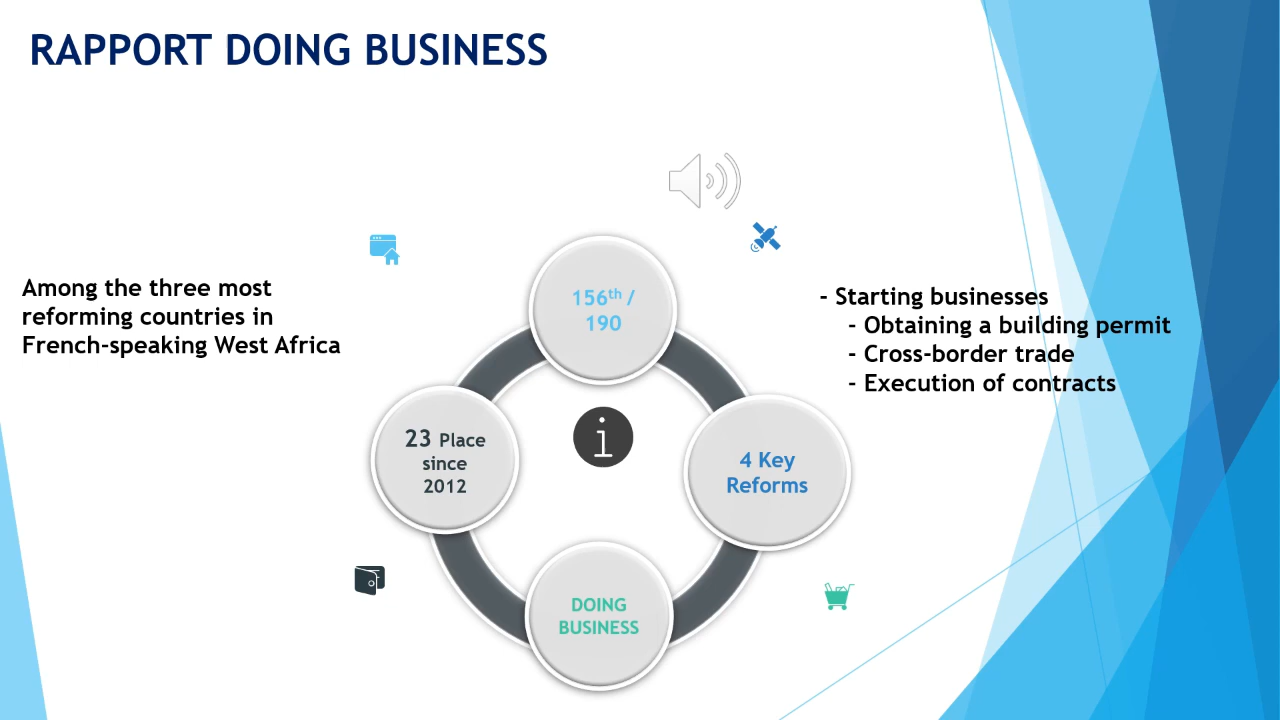 RAPPORT DOING BUSINESS
Among the three most
reforming countries in
French-speaking West Africa
156th /
190
- Starting businesses
- Obtaining a building permit
- Cross-border trade
- Execution of contracts
23 Place
since
2012
i
4 Key
Reforms
DOING
BUSINESS